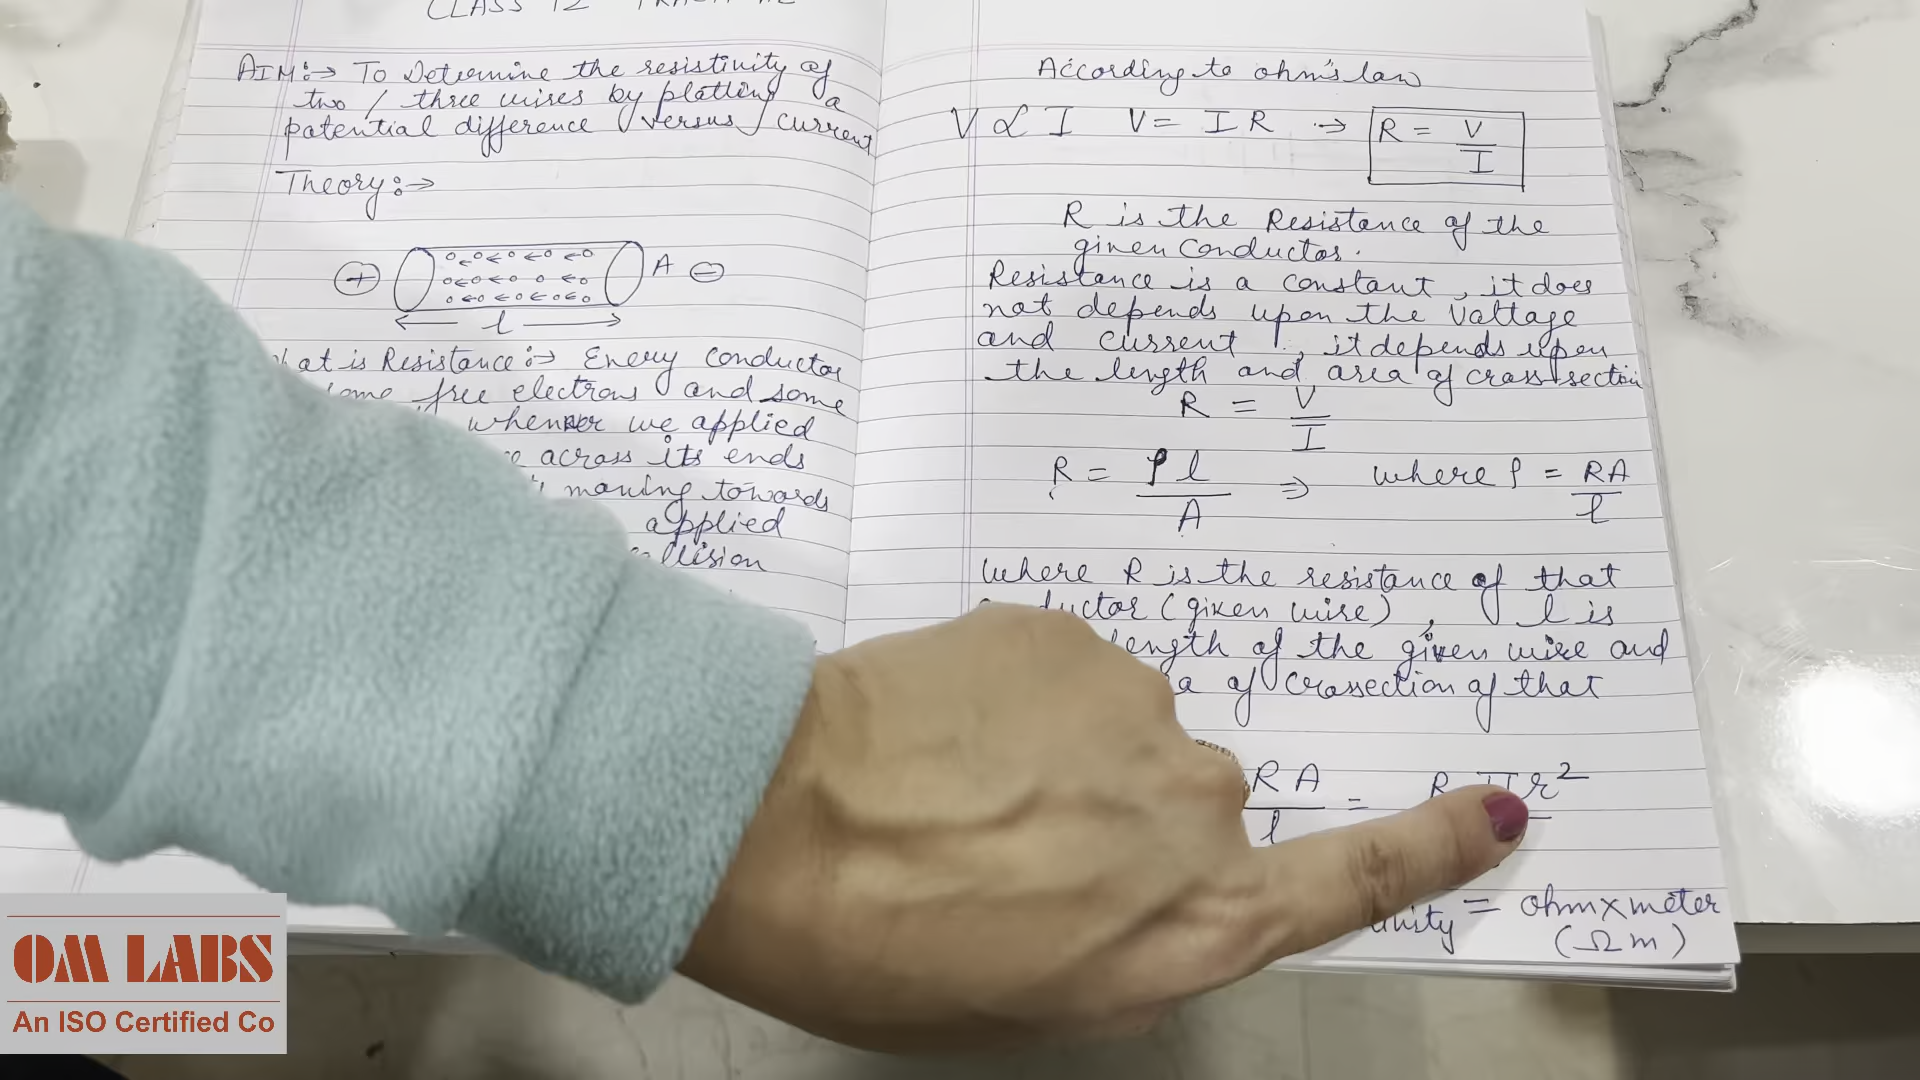 CLASS 12
AIM:→ To Determine the resistivity of
two / three wires by plotting a
potential difference versus current
Theory:→
+ A −
l
What is Resistance:→ Every conductor
some free electrons and some
whenever we applied
across its ends
moving towards
applied
collision
According to ohm's law
V ∝ I V = I R → R = V/I
R is the Resistance of the
given conductor.
Resistance is a constant, it does
not depends upon the Voltage
and current, it depends upon
the length and area of cross section
R = V/I
R = ρl/A ⇒ where ρ = RA/l
where R is the resistance of that
conductor (given wire), l is
length of the given wire and
of crossection of that
RA/l = R πr²
= ohm x meter
(Ωm)
OM LABS
An ISO Certified Co